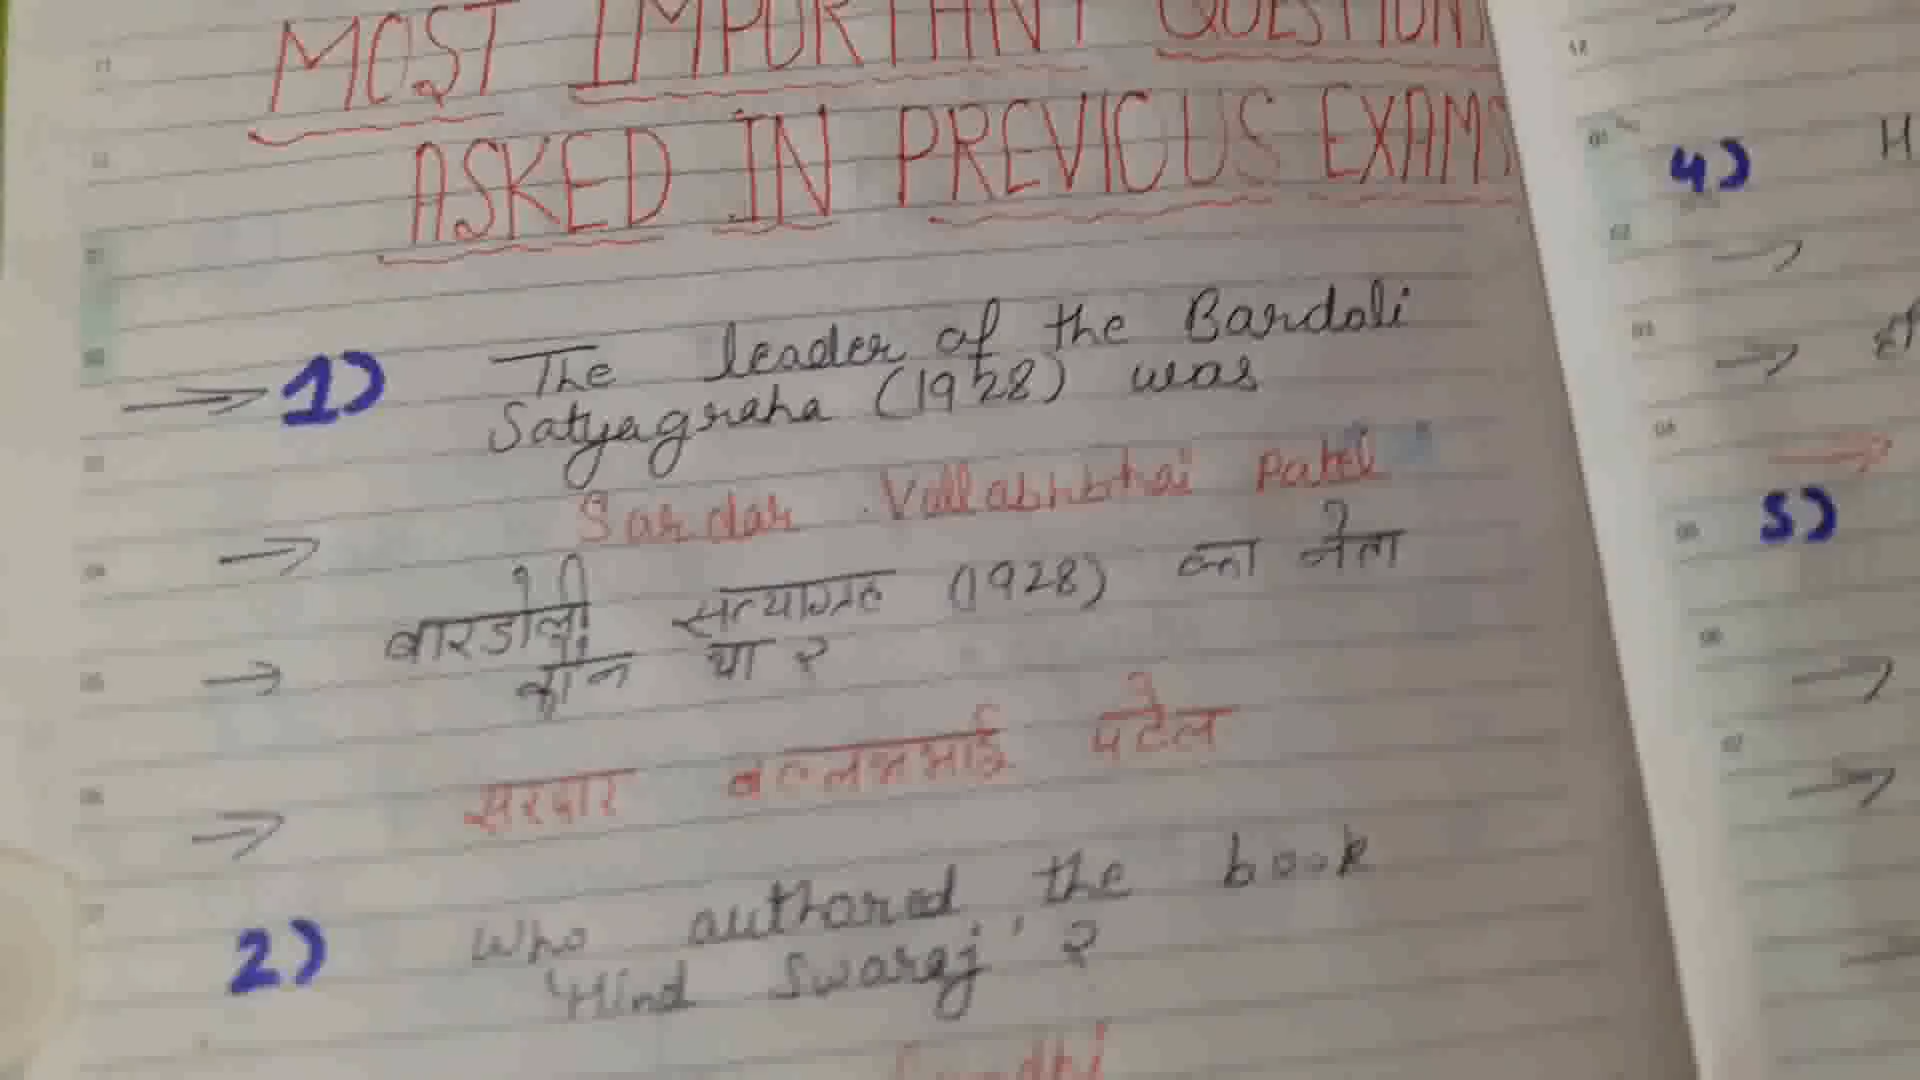 MOST IMPORTANT QUESTION
ASKED IN PREVIOUS EXAMS
1) The leader of the Bardoli
Satyagraha (1928) was
Sardar Vallabhbhai Patel
बारडोली सत्याग्रह (1928) का नेता
कौन था ?
सरदार वल्लभभाई पटेल
2) Who authored the book
'Hind Swaraj' ?
Gandhi
4) H
5)